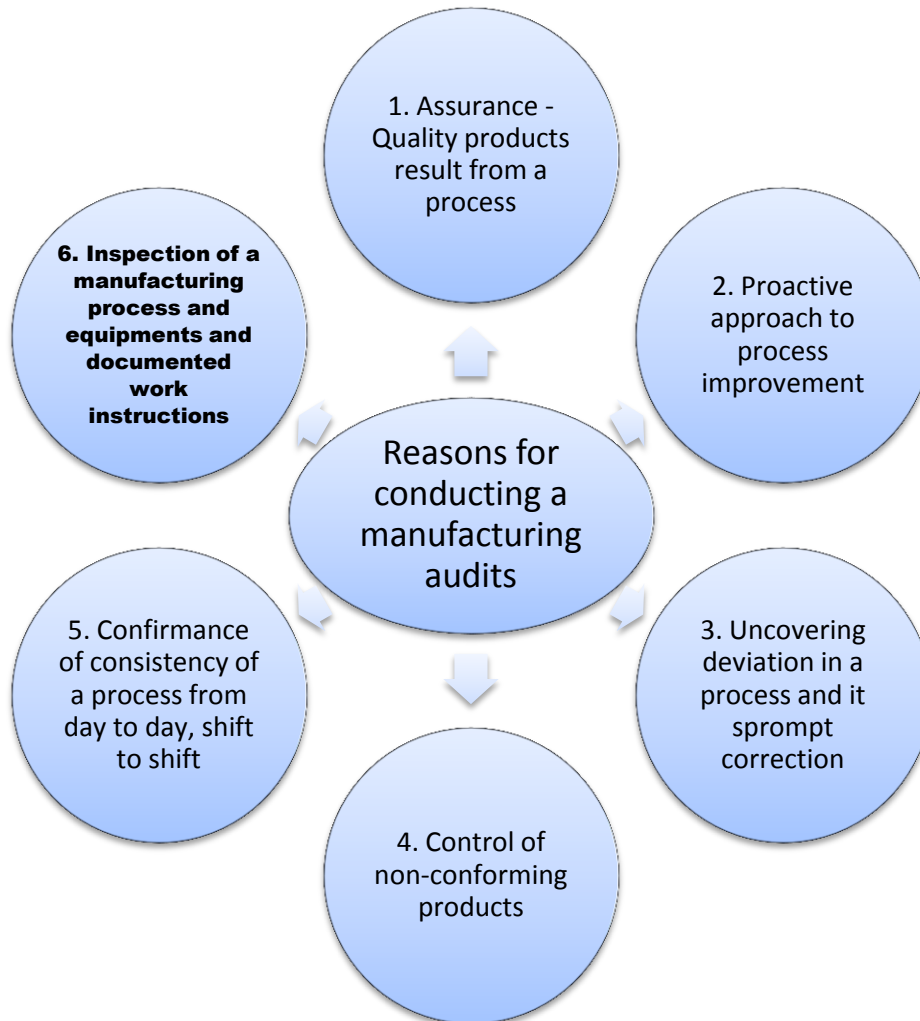 1. Assurance -
Quality products
result from a
process
2. Proactive
approach to
process
improvement
3. Uncovering
deviation in a
process and it
sprompt
correction
4. Control of
non-conforming
products
5. Confirmance
of consistency of
a process from
day to day, shift
to shift
6. Inspection of a
manufacturing
process and
equipments and
documented
work
instructions
Reasons for
conducting a
manufacturing
audits